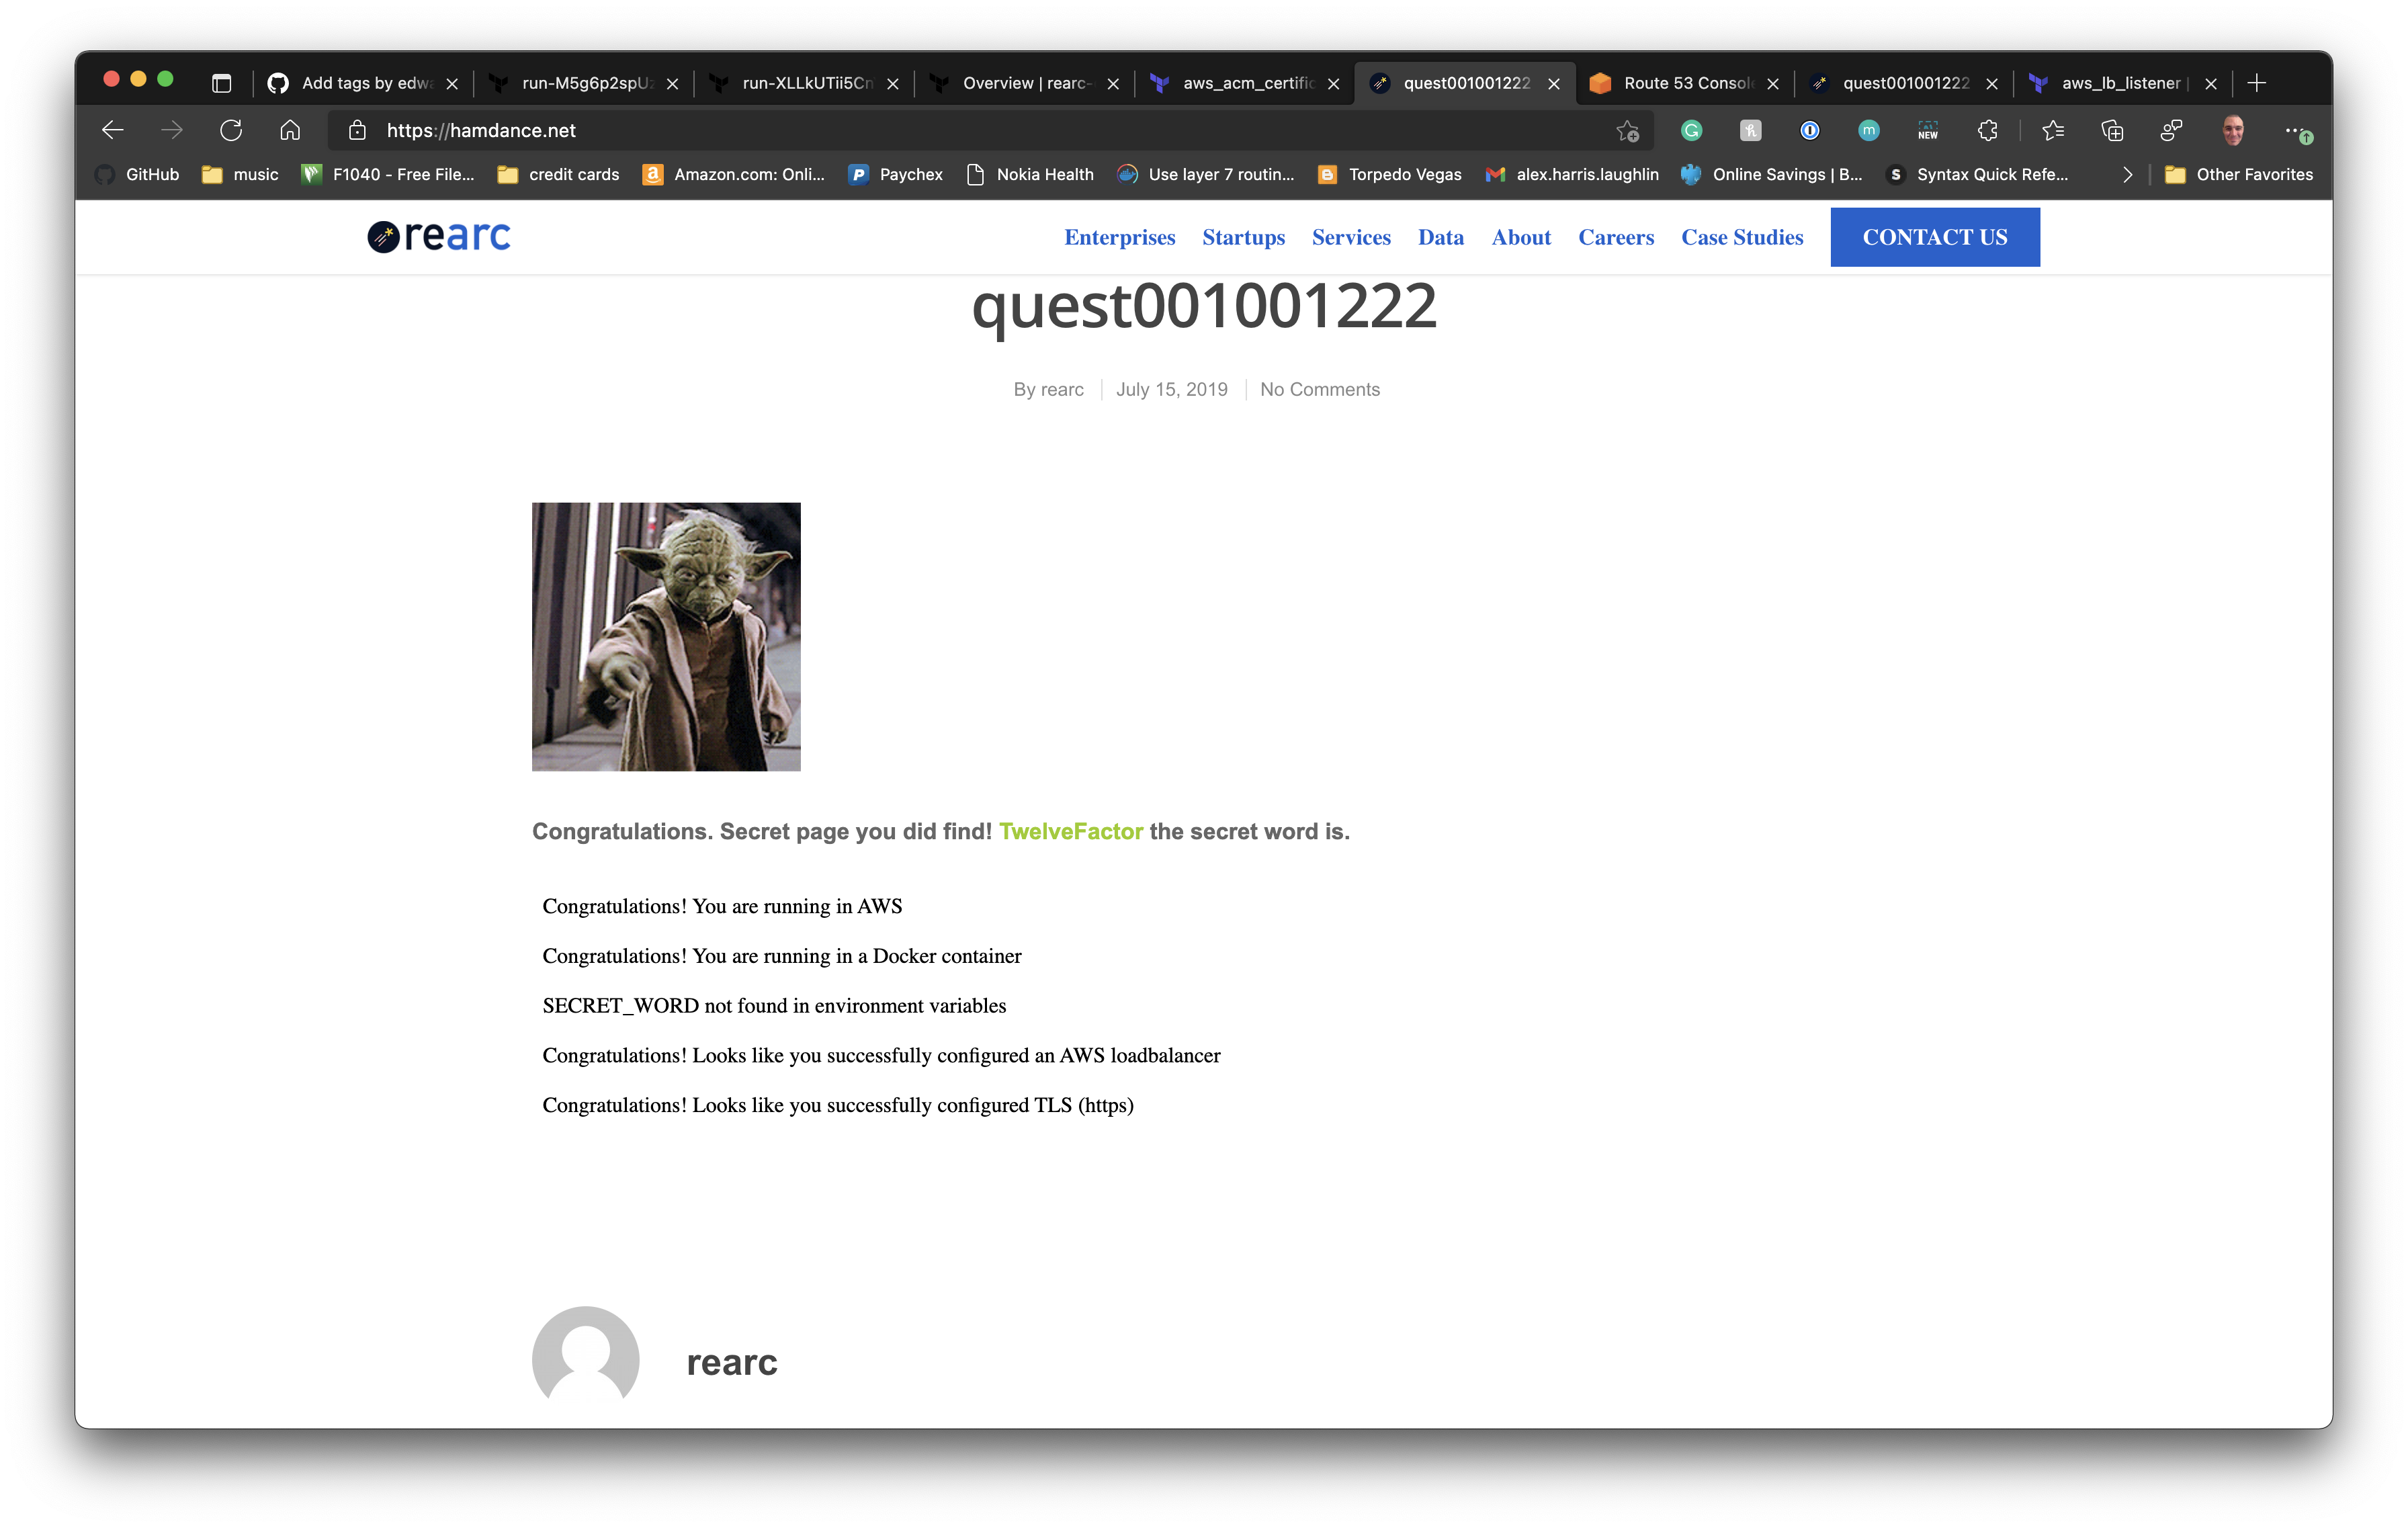 Add tags by edwa
run-M5g6p2spUz
run-XLLkUTii5Cn
Overview | rearc-
aws_acm_certific
quest001001222
Route 53 Consol
quest001001222
aws_lb_listener |
https://hamdance.net
NEW
GitHub
music
F1040 - Free File...
credit cards
Amazon.com: Onli...
Paychex
Nokia Health
Use layer 7 routin...
Torpedo Vegas
alex.harris.laughlin
Online Savings | B...
Syntax Quick Refe...
Other Favorites
rearc
Enterprises
Startups
Services
Data
About
Careers
Case Studies
CONTACT US
quest001001222
By rearc
July 15, 2019
No Comments
Congratulations. Secret page you did find! TwelveFactor the secret word is.
Congratulations! You are running in AWS
Congratulations! You are running in a Docker container
SECRET_WORD not found in environment variables
Congratulations! Looks like you successfully configured an AWS loadbalancer
Congratulations! Looks like you successfully configured TLS (https)
rearc